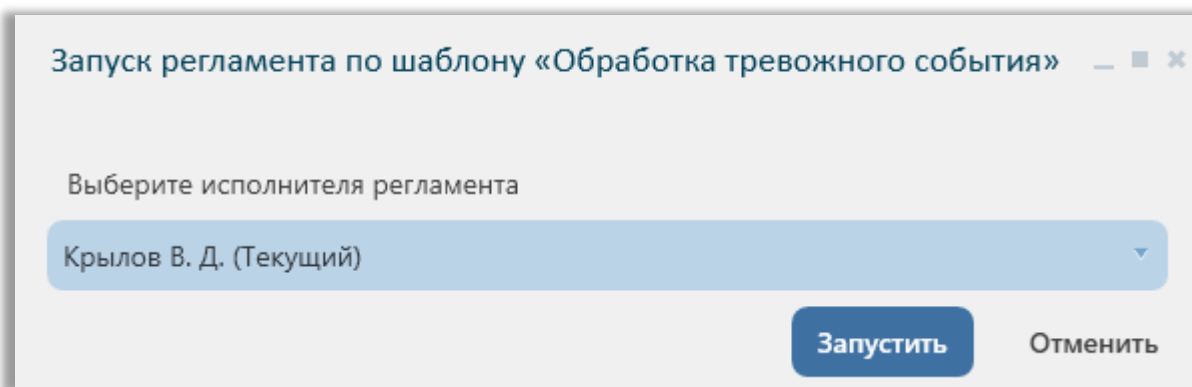 Запуск регламента по шаблону «Обработка тревожного события»
Выберите исполнителя регламента
Крылов В. Д. (Текущий)
Запустить Отменить